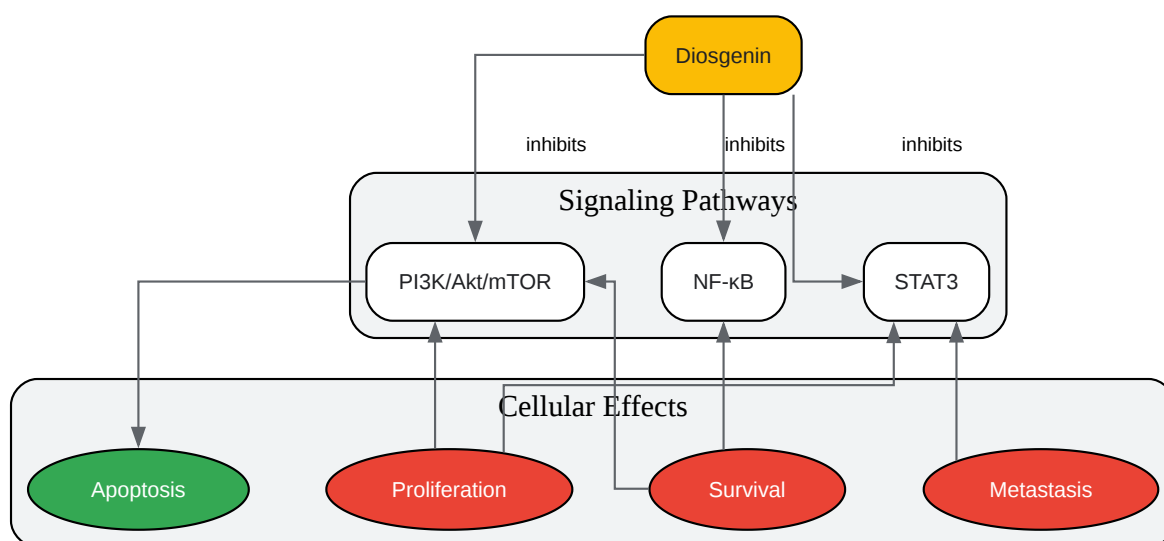 Diosgenin
inhibits
inhibits
inhibits
Signaling Pathways
PI3K/Akt/mTOR
NF-κB
STAT3
Cellular Effects
Apoptosis
Proliferation
Survival
Metastasis